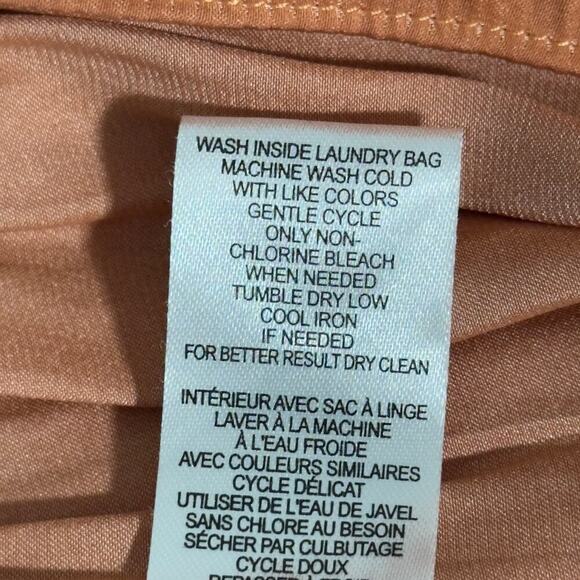 WASH INSIDE LAUNDRY BAG
MACHINE WASH COLD
WITH LIKE COLORS
GENTLE CYCLE
ONLY NON-
CHLORINE BLEACH
WHEN NEEDED
TUMBLE DRY LOW
COOL IRON
IF NEEDED
FOR BETTER RESULT DRY CLEAN
INTÉRIEUR AVEC SAC À LINGE
LAVER À LA MACHINE
À L'EAU FROIDE
AVEC COULEURS SIMILAIRES
CYCLE DÉLICAT
UTILISER DE L'EAU DE JAVEL
SANS CHLORE AU BESOIN
SÉCHER PAR CULBUTAGE
CYCLE DOUX